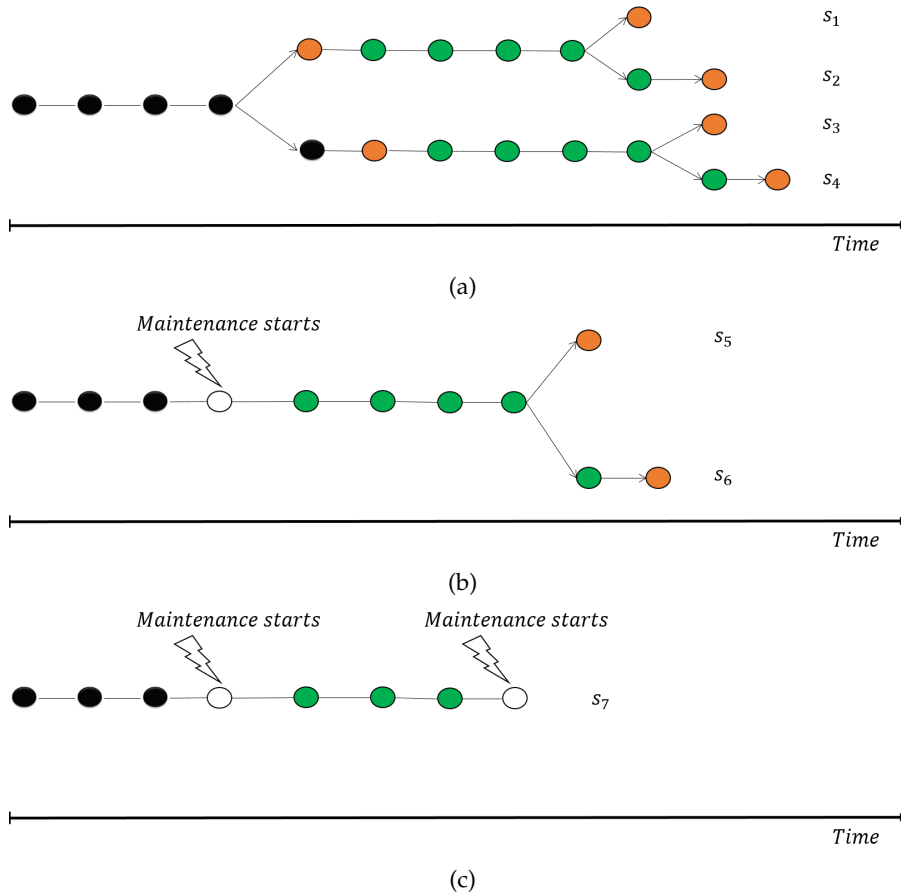 s₁
s₂
s₃
s₄
Time
(a)
Maintenance starts
s₅
s₆
Time
(b)
Maintenance starts Maintenance starts
s₇
Time
(c)